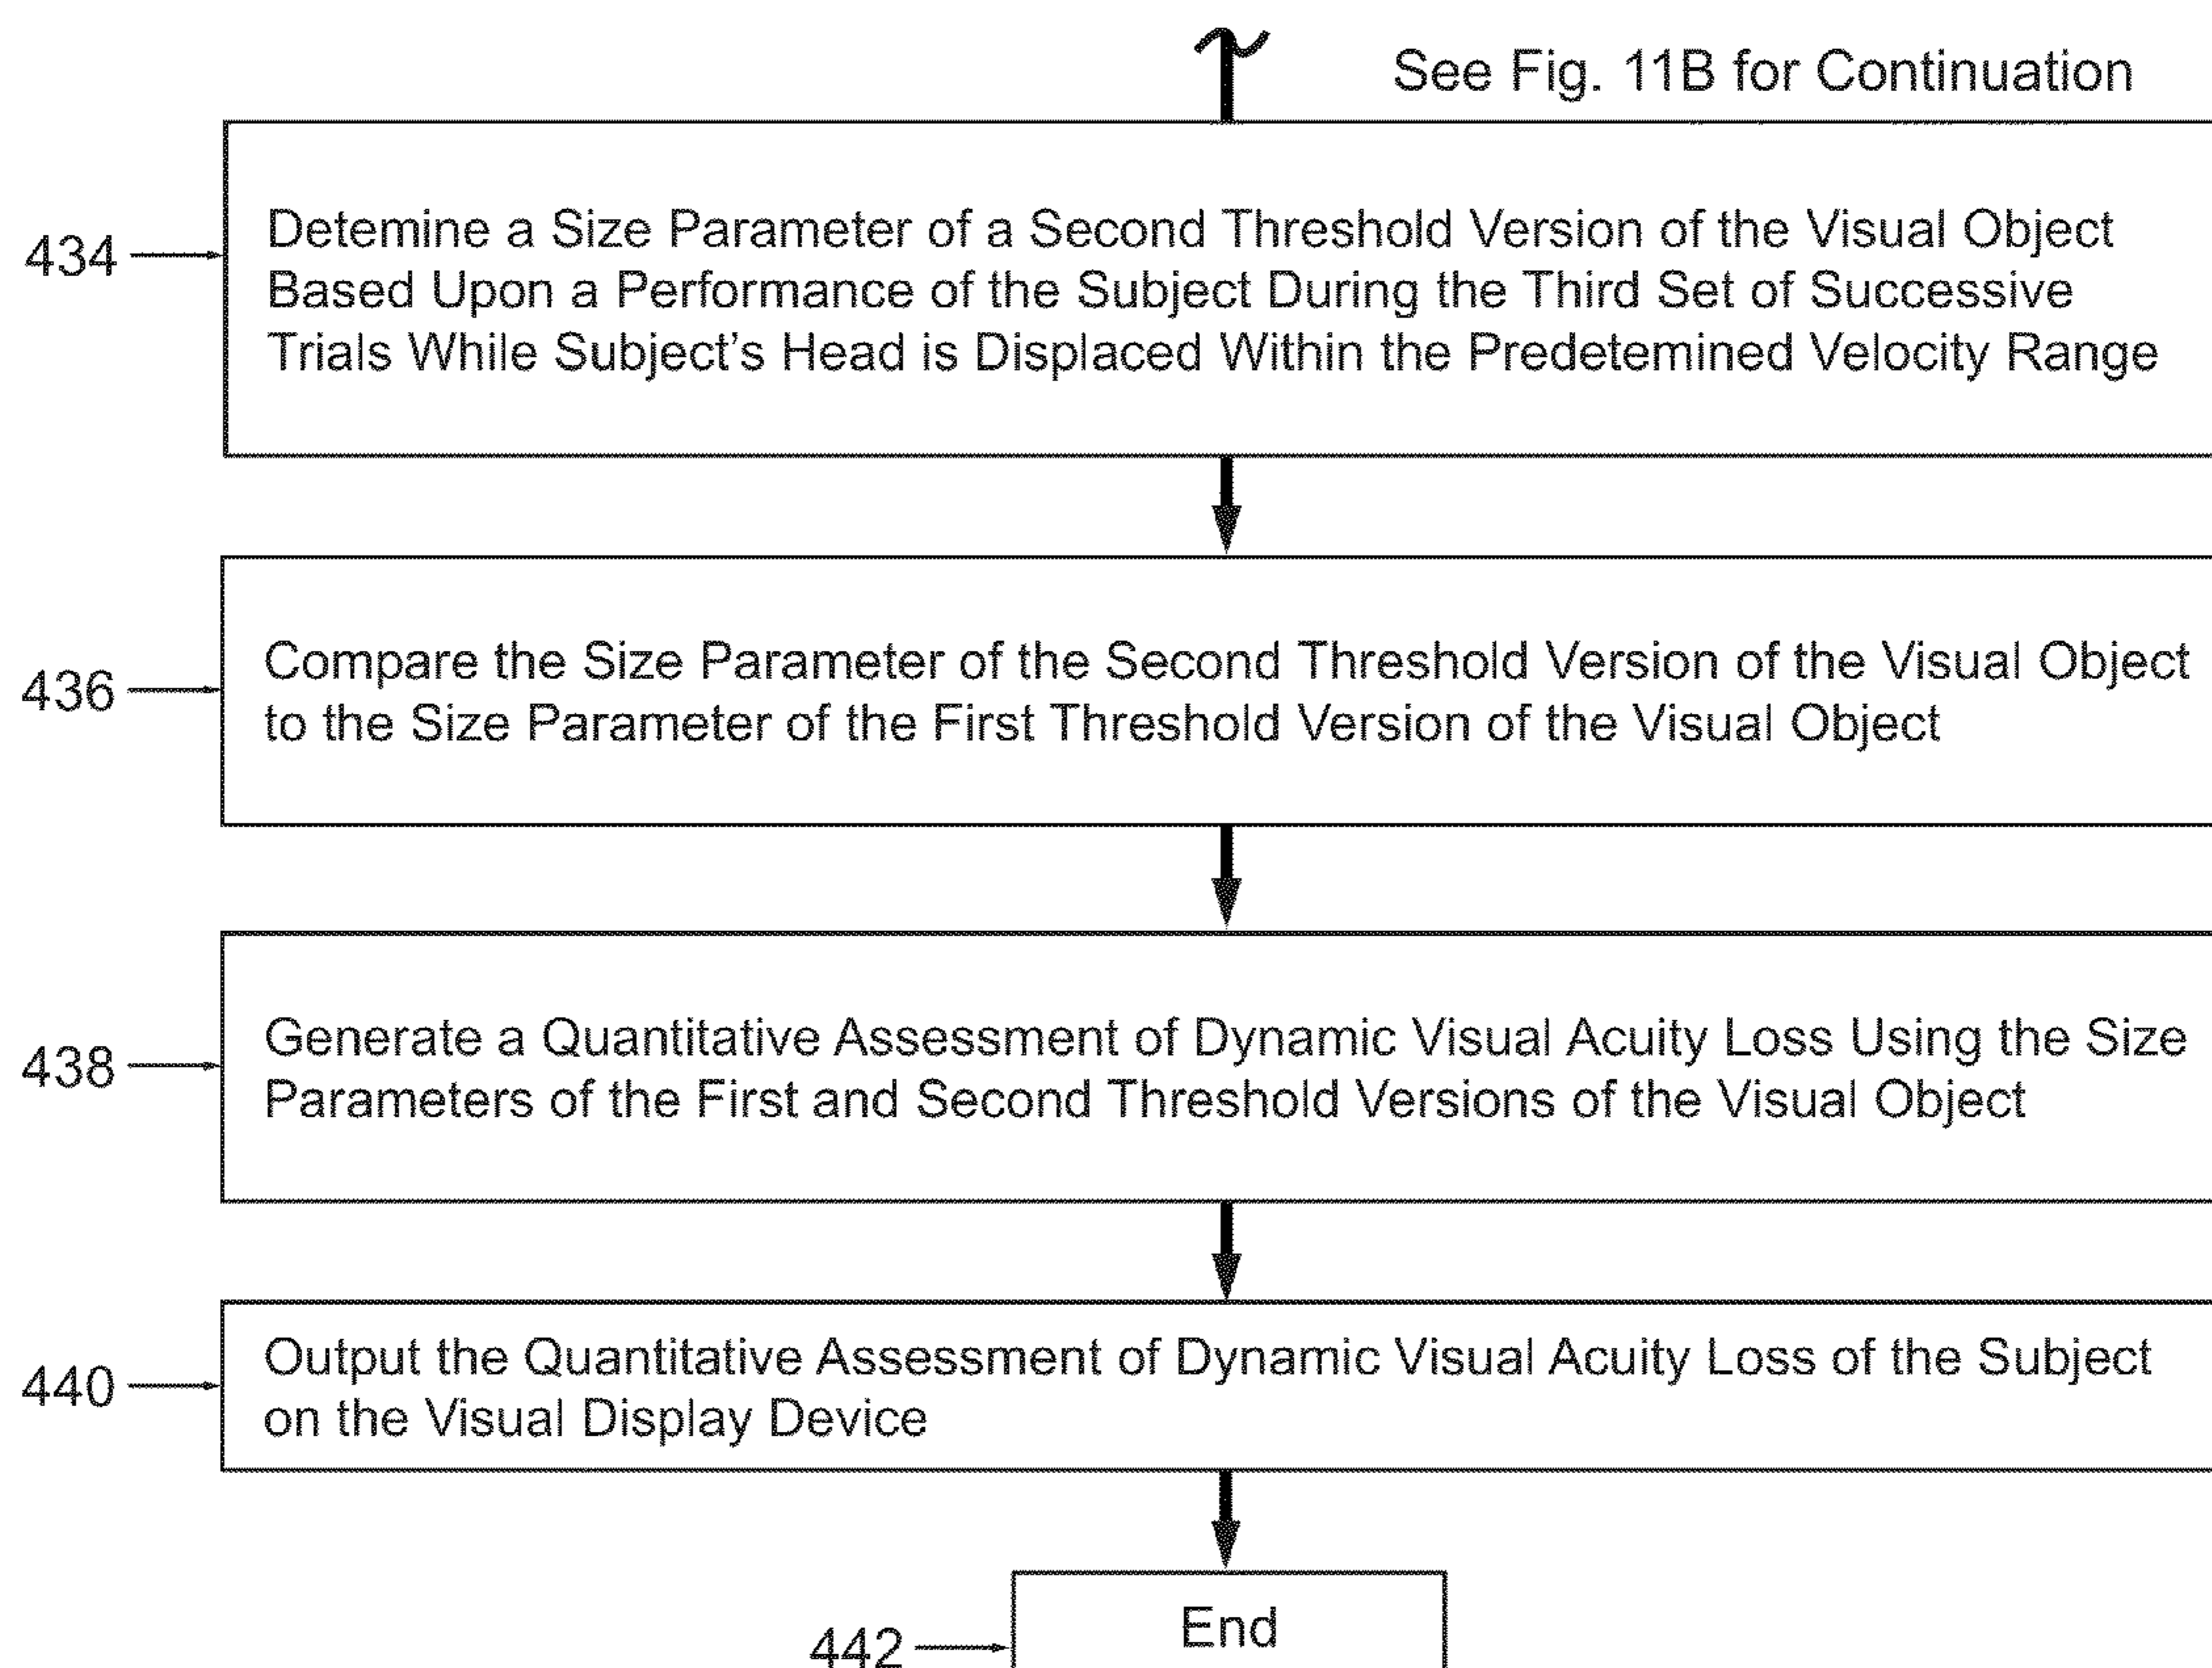 See Fig. 11B for Continuation
434
Detemine a Size Parameter of a Second Threshold Version of the Visual Object
Based Upon a Performance of the Subject During the Third Set of Successive
Trials While Subject's Head is Displaced Within the Predetemined Velocity Range
436
Compare the Size Parameter of the Second Threshold Version of the Visual Object
to the Size Parameter of the First Threshold Version of the Visual Object
438
Generate a Quantitative Assessment of Dynamic Visual Acuity Loss Using the Size
Parameters of the First and Second Threshold Versions of the Visual Object
440
Output the Quantitative Assessment of Dynamic Visual Acuity Loss of the Subject
on the Visual Display Device
442
End